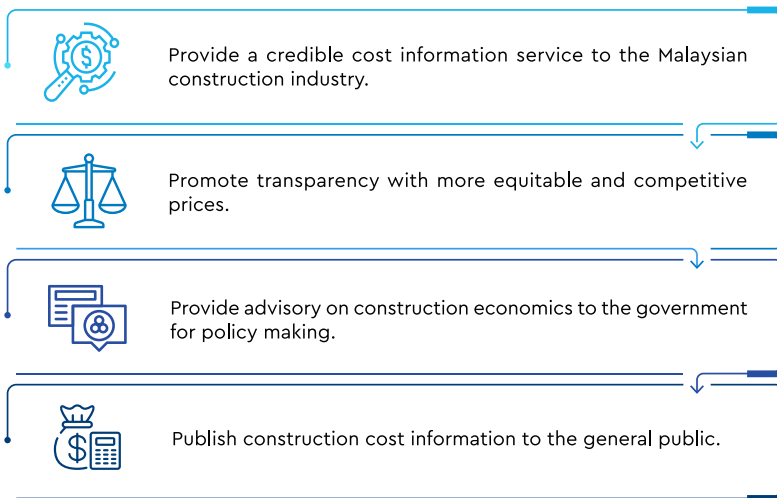 Provide a credible cost information service to the Malaysian
construction industry.
Promote transparency with more equitable and competitive
prices.
Provide advisory on construction economics to the government
for policy making.
Publish construction cost information to the general public.